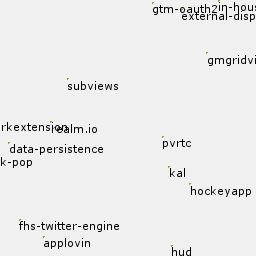 gtm-oauth2
in-hous
external-disp
gmgridvi
subviews
rkextension
realm.io
pvrtc
data-persistence
k-pop
kal
hockeyapp
fhs-twitter-engine
applovin
hud